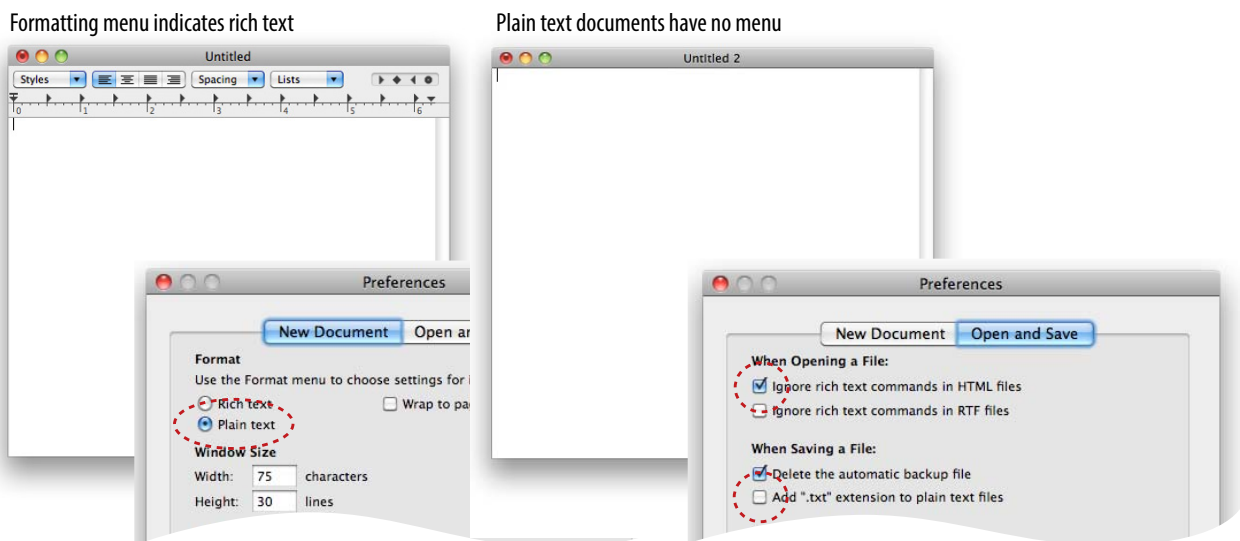 Formatting menu indicates rich text
Plain text documents have no menu
Untitled
Styles
Spacing
Lists
0 1 2 3 4 5 6
Untitled 2
Preferences
New Document
Open ar
Format
Use the Format menu to choose settings for i
Rich text
Wrap to pa
Plain text
Window Size
Width: 75 characters
Height: 30 lines
Preferences
New Document
Open and Save
When Opening a File:
Ignore rich text commands in HTML files
Ignore rich text commands in RTF files
When Saving a File:
Delete the automatic backup file
Add ".txt" extension to plain text files